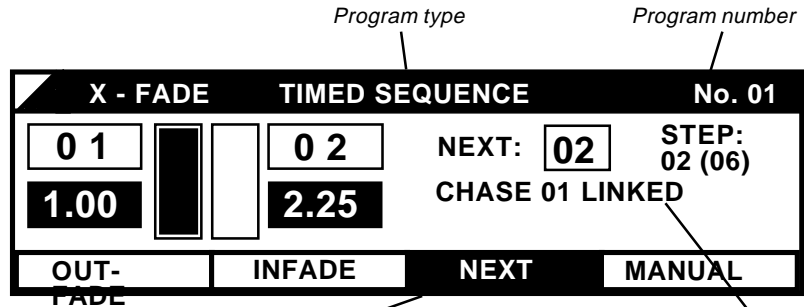 Program type Program number
X - FADE TIMED SEQUENCE No. 01
0 1 0 2 NEXT: 02 STEP:
02 (06)
1.00 2.25 CHASE 01 LINKED
OUT- INFADE NEXT MANUAL
FADE